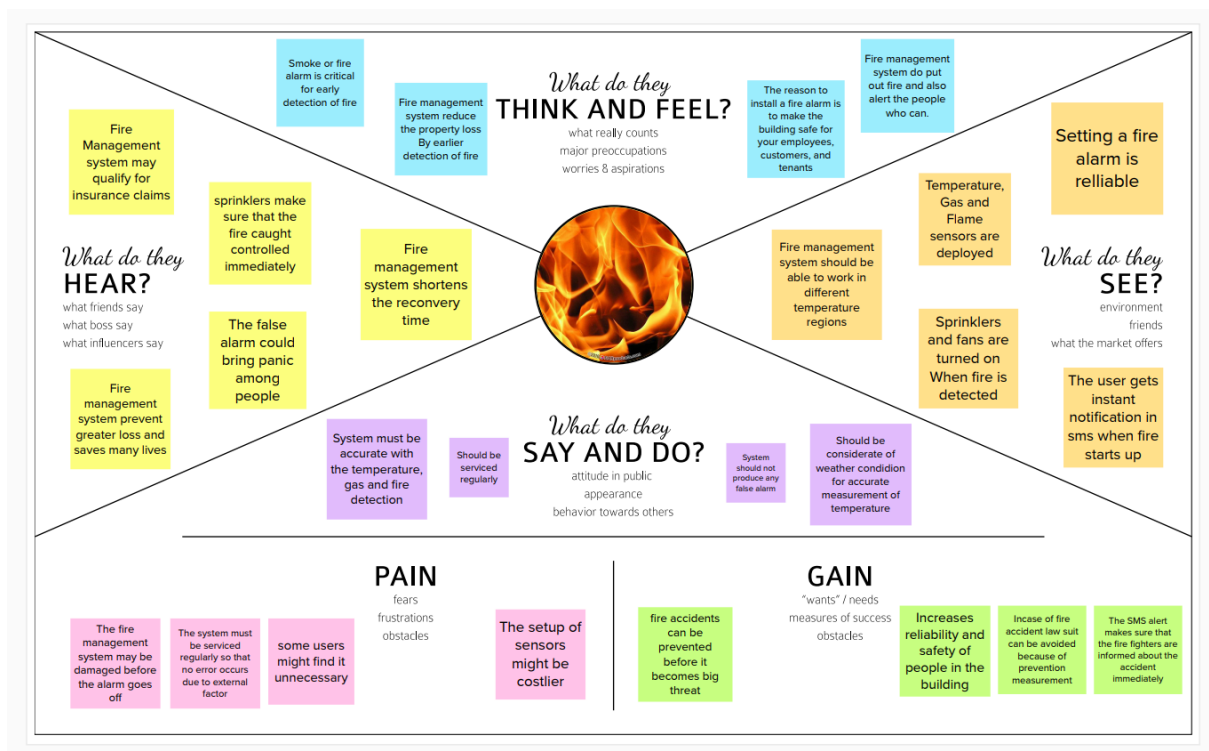 What do they
THINK AND FEEL?
what really counts
major preoccupations
worries & aspirations
Smoke or fire
alarm is critical
for early
detection of fire
Fire management
system reduce
the property loss
By earlier
detection of fire
The reason to
install a fire alarm is
to make the
building safe for
your employees,
customers, and
tenants
Fire management
system do put
out fire and also
alert the people
who can.
What do they
HEAR?
what friends say
what boss say
what influencers say
Fire
Management
system may
qualify for
insurance claims
sprinklers make
sure that the
fire caught
controlled
immediately
Fire
management
system shortens
the reconvery
time
The false
alarm could
bring panic
among
people
Fire
management
system prevent
greater loss and
saves many lives
What do they
SEE?
environment
friends
what the market offers
Setting a fire
alarm is
relliable
Temperature,
Gas and
Flame
sensors are
deployed
Fire management
system should be
able to work in
different
temperature
regions
Sprinklers
and fans are
turned on
When fire is
detected
The user gets
instant
notification in
sms when fire
starts up
What do they
SAY AND DO?
attitude in public
appearance
behavior towards others
System must be
accurate with
the temperature,
gas and fire
detection
Should be
serviced
regularly
System
should not
produce any
false alarm
Should be
considerate of
weather condidion
for accurate
measurement of
temperature
PAIN
fears
frustrations
obstacles
The fire
management
system may be
damaged before
the alarm goes
off
The system must
be serviced
regularly so that
no error occurs
due to external
factor
some users
might find it
unnecessary
The setup of
sensors
might be
costlier
GAIN
"wants" / needs
measures of success
obstacles
fire accidents
can be
prevented
before it
becomes big
threat
Increases
reliability and
safety of
people in the
building
Incase of fire
accident law suit
can be avoided
because of
prevention
measurement
The SMS alert
makes sure that
the fire fighters are
informed about the
accident
immediately